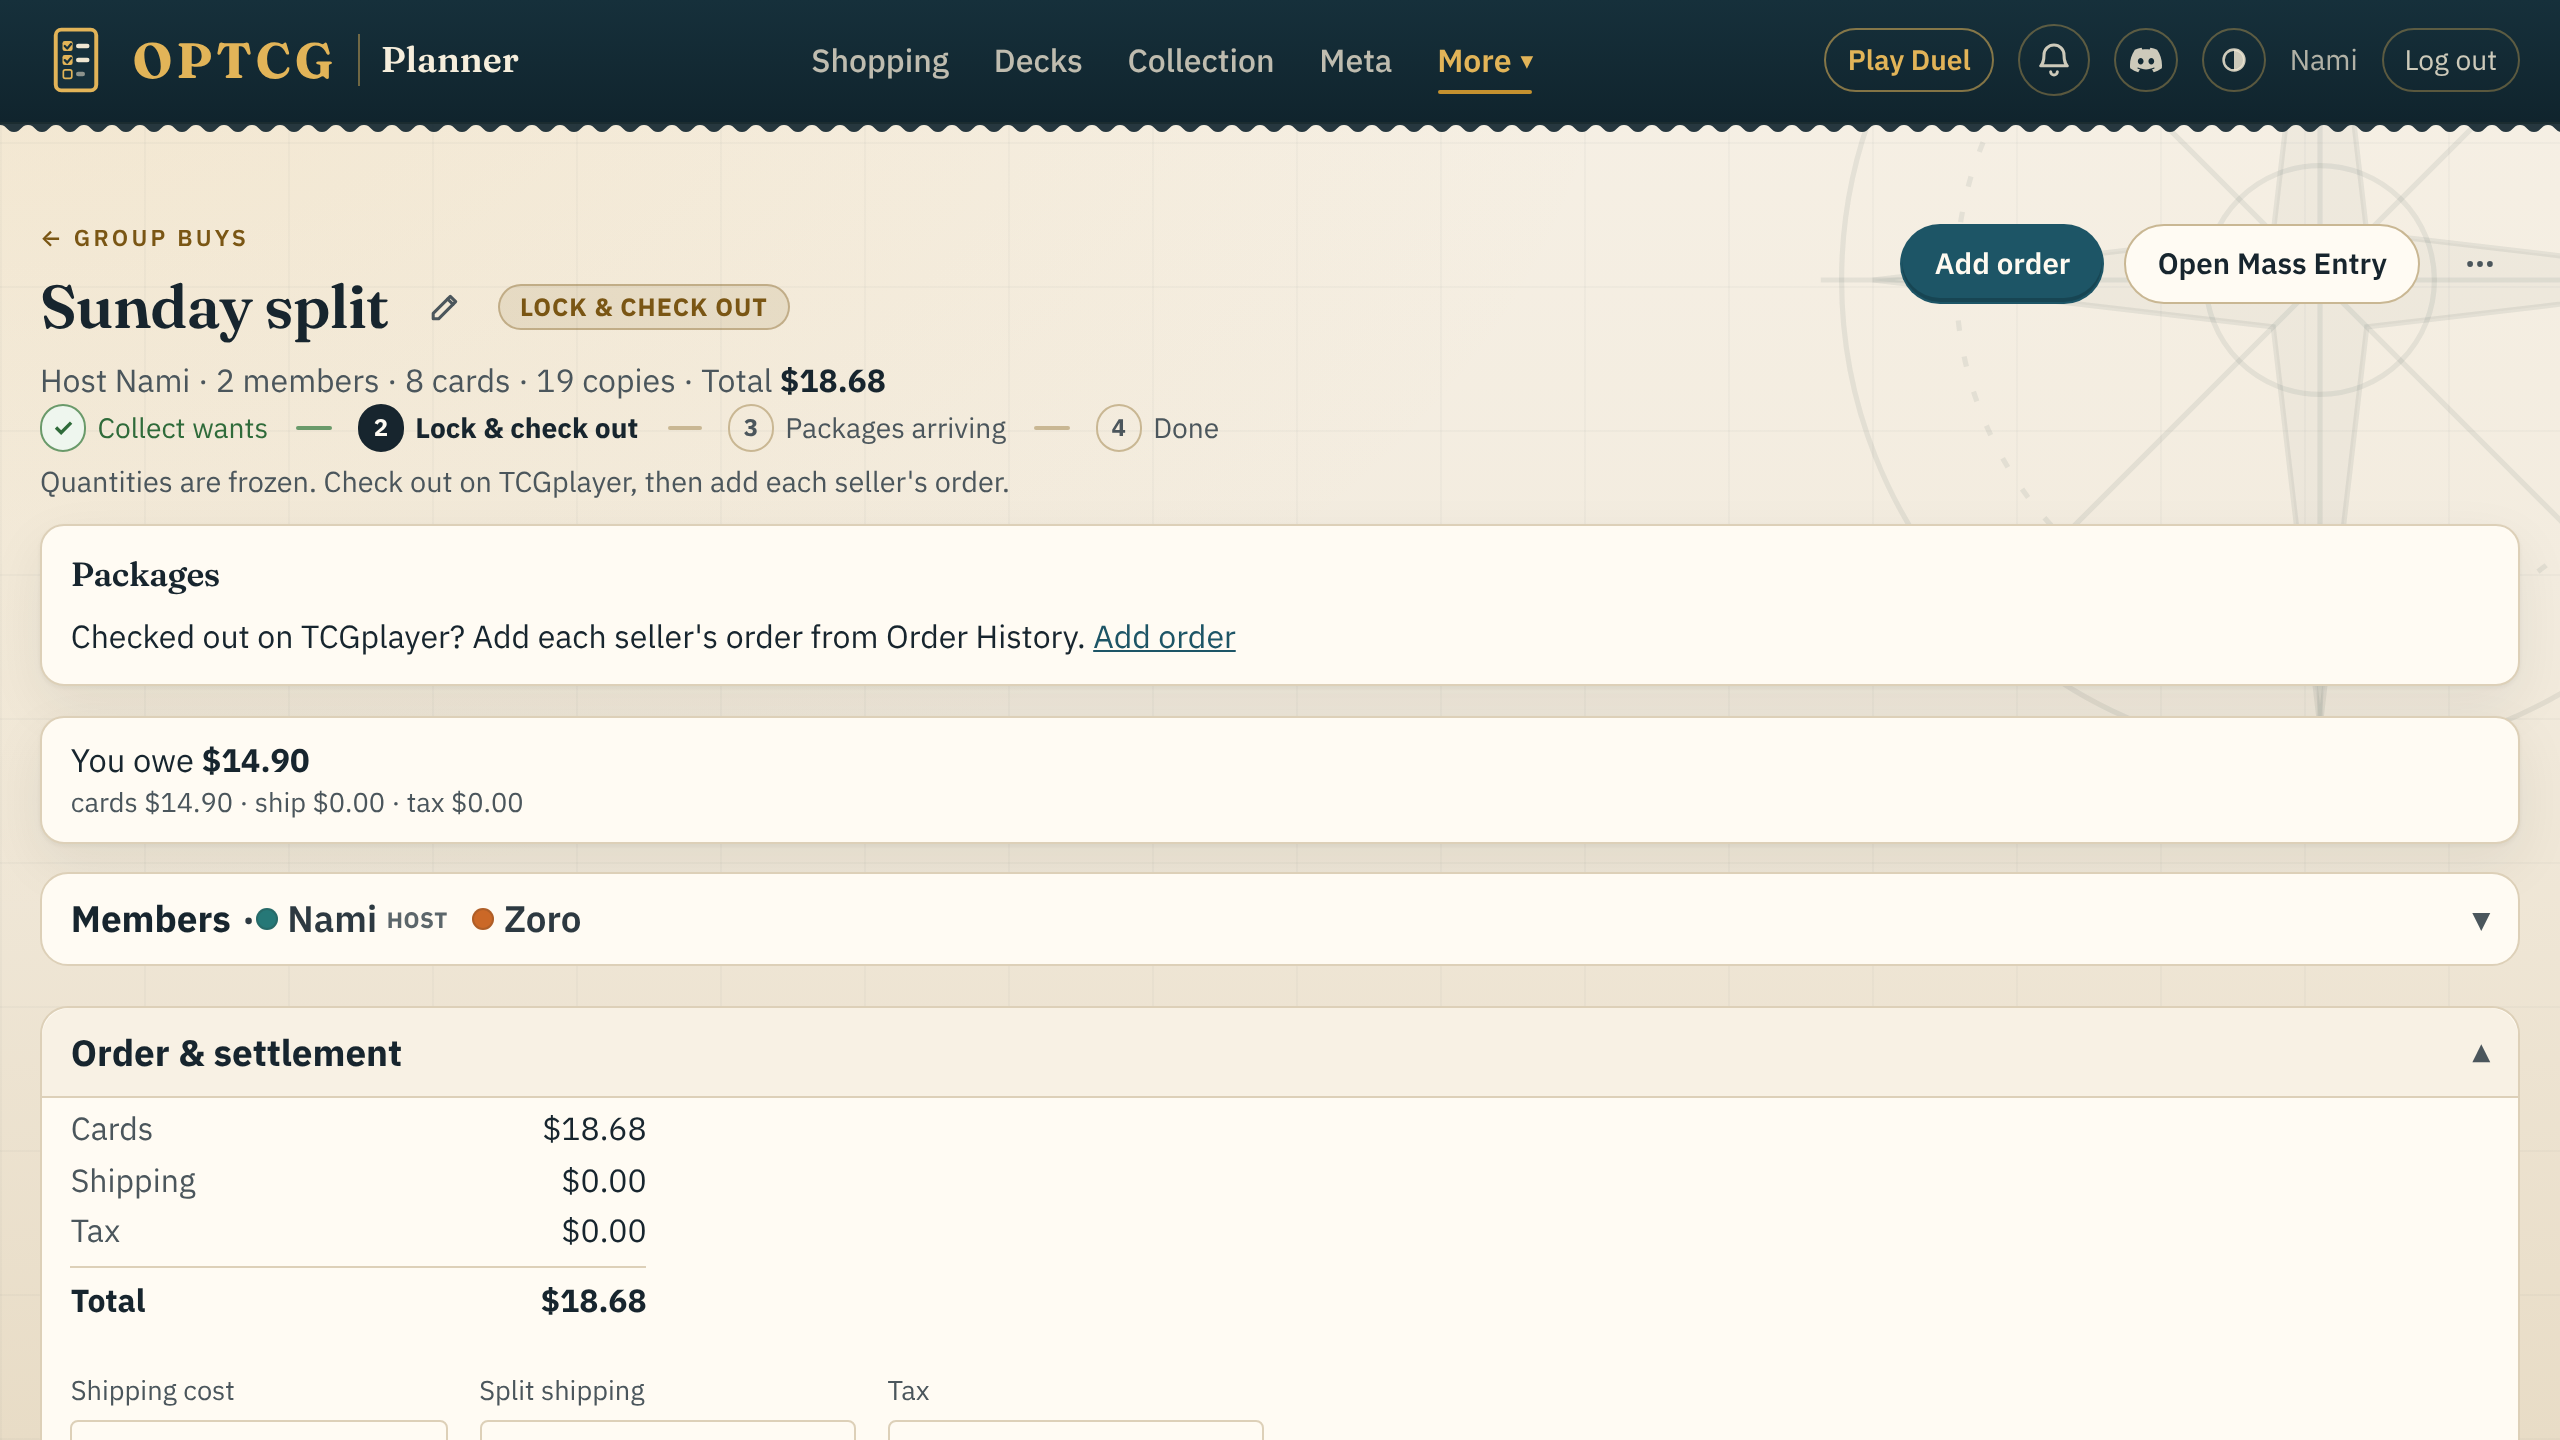 OPTCG Planner Shopping Decks Collection Meta More ▾ Play Duel Nami Log out
← GROUP BUYS
Add order Open Mass Entry ···
Sunday split LOCK & CHECK OUT
Host Nami · 2 members · 8 cards · 19 copies · Total $18.68
✓ Collect wants — 2 Lock & check out — 3 Packages arriving — 4 Done
Quantities are frozen. Check out on TCGplayer, then add each seller's order.
Packages
Checked out on TCGplayer? Add each seller's order from Order History. Add order
You owe $14.90
cards $14.90 · ship $0.00 · tax $0.00
Members · Nami HOST Zoro ▼
Order & settlement ▲
Cards $18.68
Shipping $0.00
Tax $0.00
Total $18.68
Shipping cost Split shipping Tax